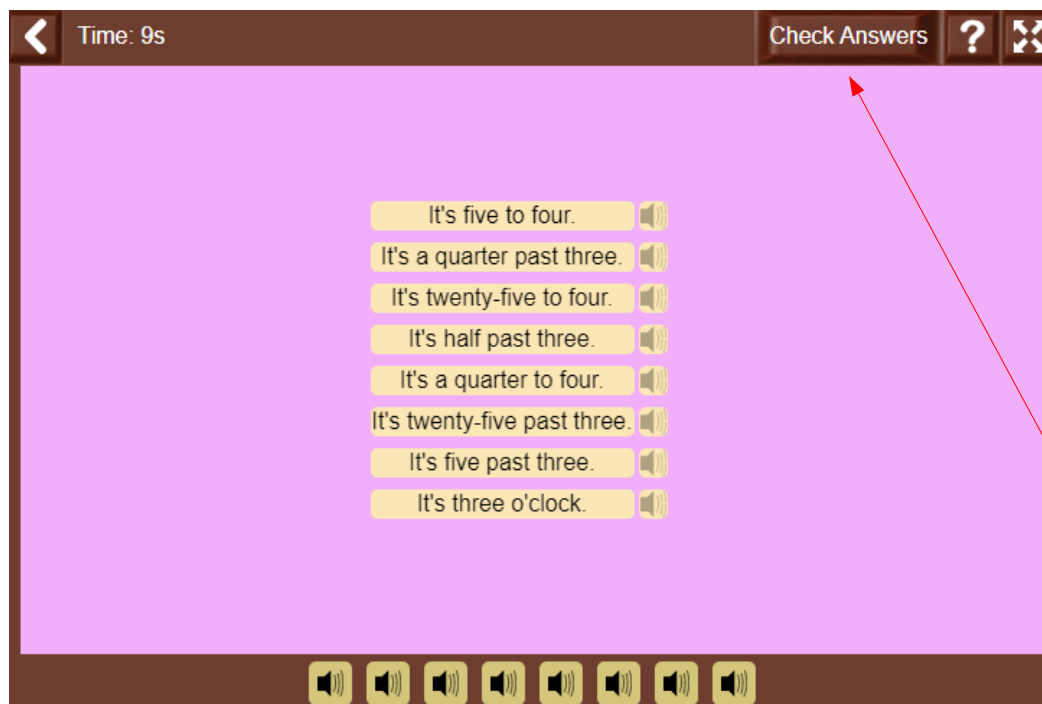 Time: 9s
Check Answers
?
It's five to four.
It's a quarter past three.
It's twenty-five to four.
It's half past three.
It's a quarter to four.
It's twenty-five past three.
It's five past three.
It's three o'clock.